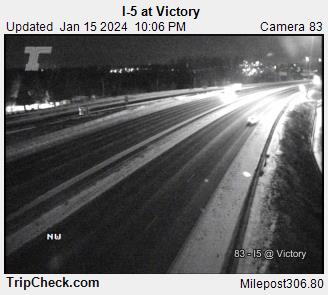 I-5 at Victory
Updated  Jan 15 2024  10:06 PM
Camera 83
T
NW
83 - I5 @ Victory
TripCheck.com
Milepost306.80